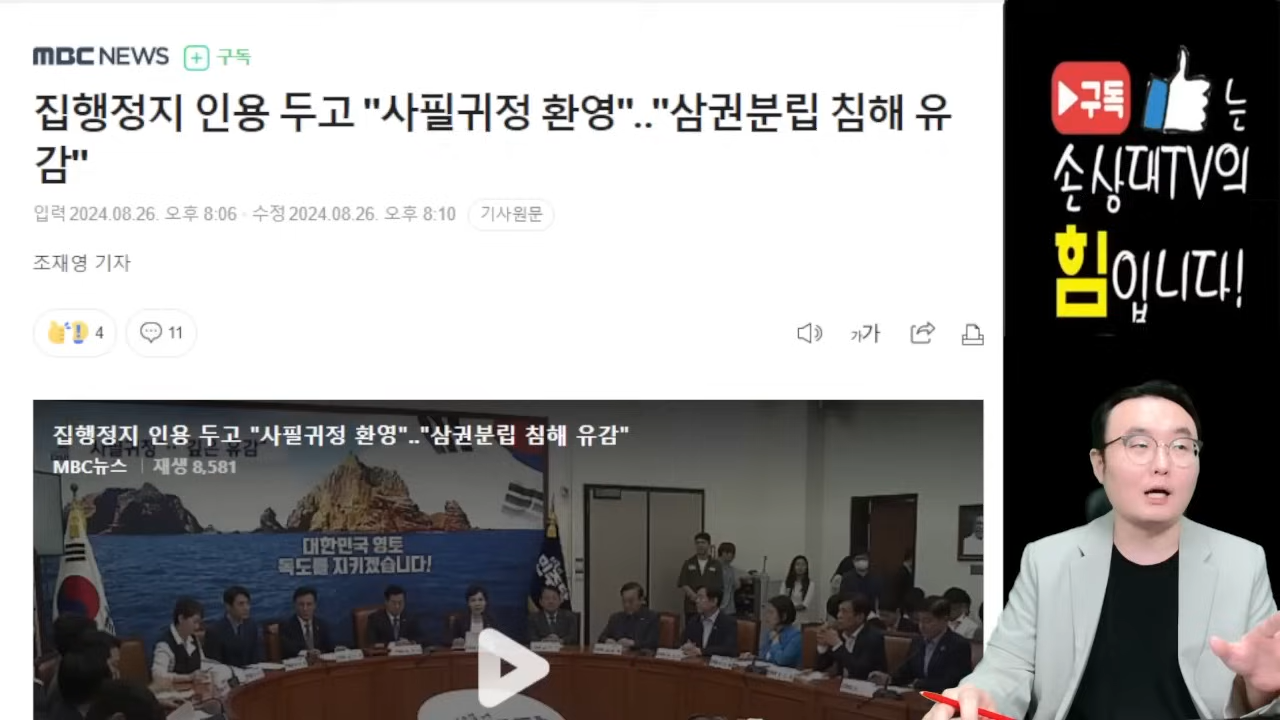 MBC NEWS + 구독
집행정지 인용 두고 "사필귀정 환영".."삼권분립 침해 유
감"
입력 2024.08.26. 오후 8:06 · 수정 2024.08.26. 오후 8:10 기사원문
조재영 기자
4 11
가가
집행정지 인용 두고 "사필귀정 환영".."삼권분립 침해 유감"
MBC뉴스 | 재생 8,581
대한민국 영토
독도를 지키겠습니다!
구독 는
손상대TV의
힘입니다!